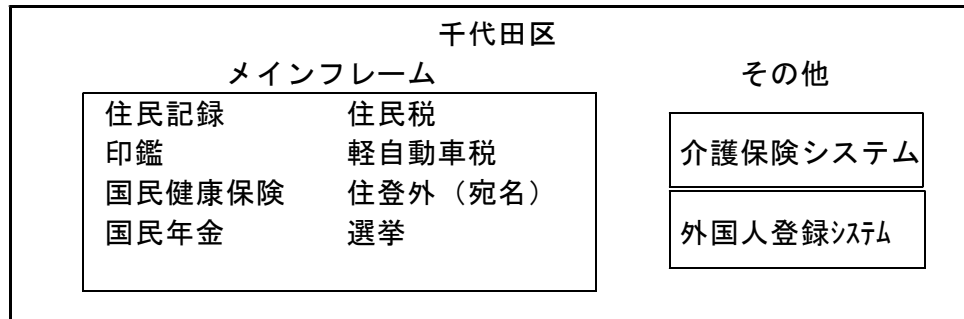 千代田区
メインフレーム
その他
住民記録 住民税
印鑑 軽自動車税
国民健康保険 住登外(宛名)
国民年金 選挙
介護保険システム
外国人登録ｼｽﾃﾑ